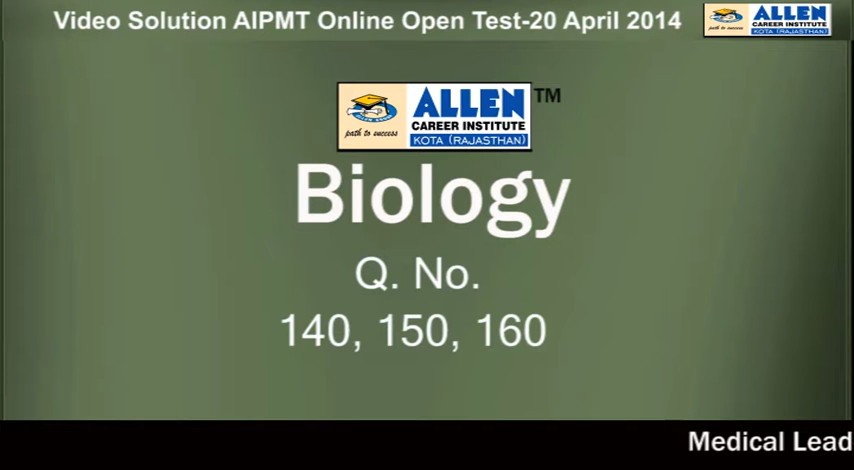 Video Solution AIPMT Online Open Test-20 April 2014
path to success
ALLEN
CAREER INSTITUTE
KOTA (RAJASTHAN)
path to success
ALLEN
CAREER INSTITUTE
KOTA (RAJASTHAN)
TM
Biology
Q. No.
140, 150, 160
Medical Lead